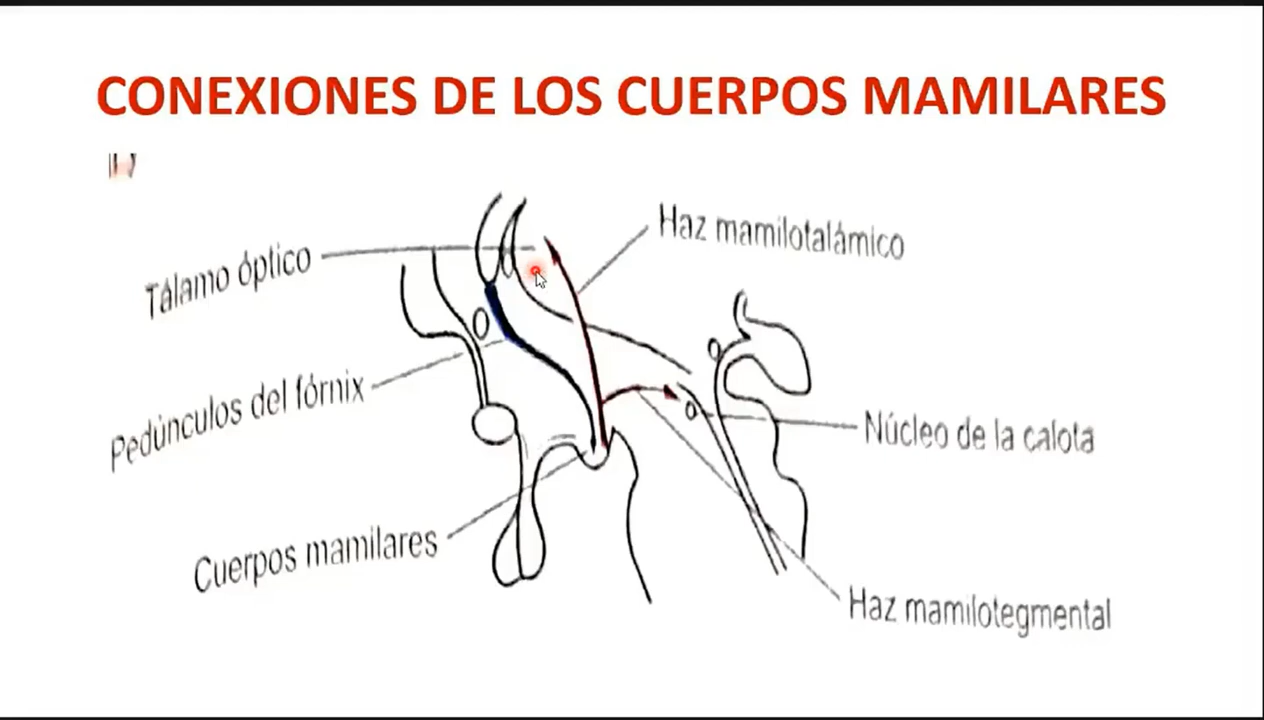 CONEXIONES DE LOS CUERPOS MAMILARES
Haz mamilotalámico
Tálamo óptico
Pedúnculos del fórnix
Núcleo de la calota
Cuerpos mamilares
Haz mamilotegmental